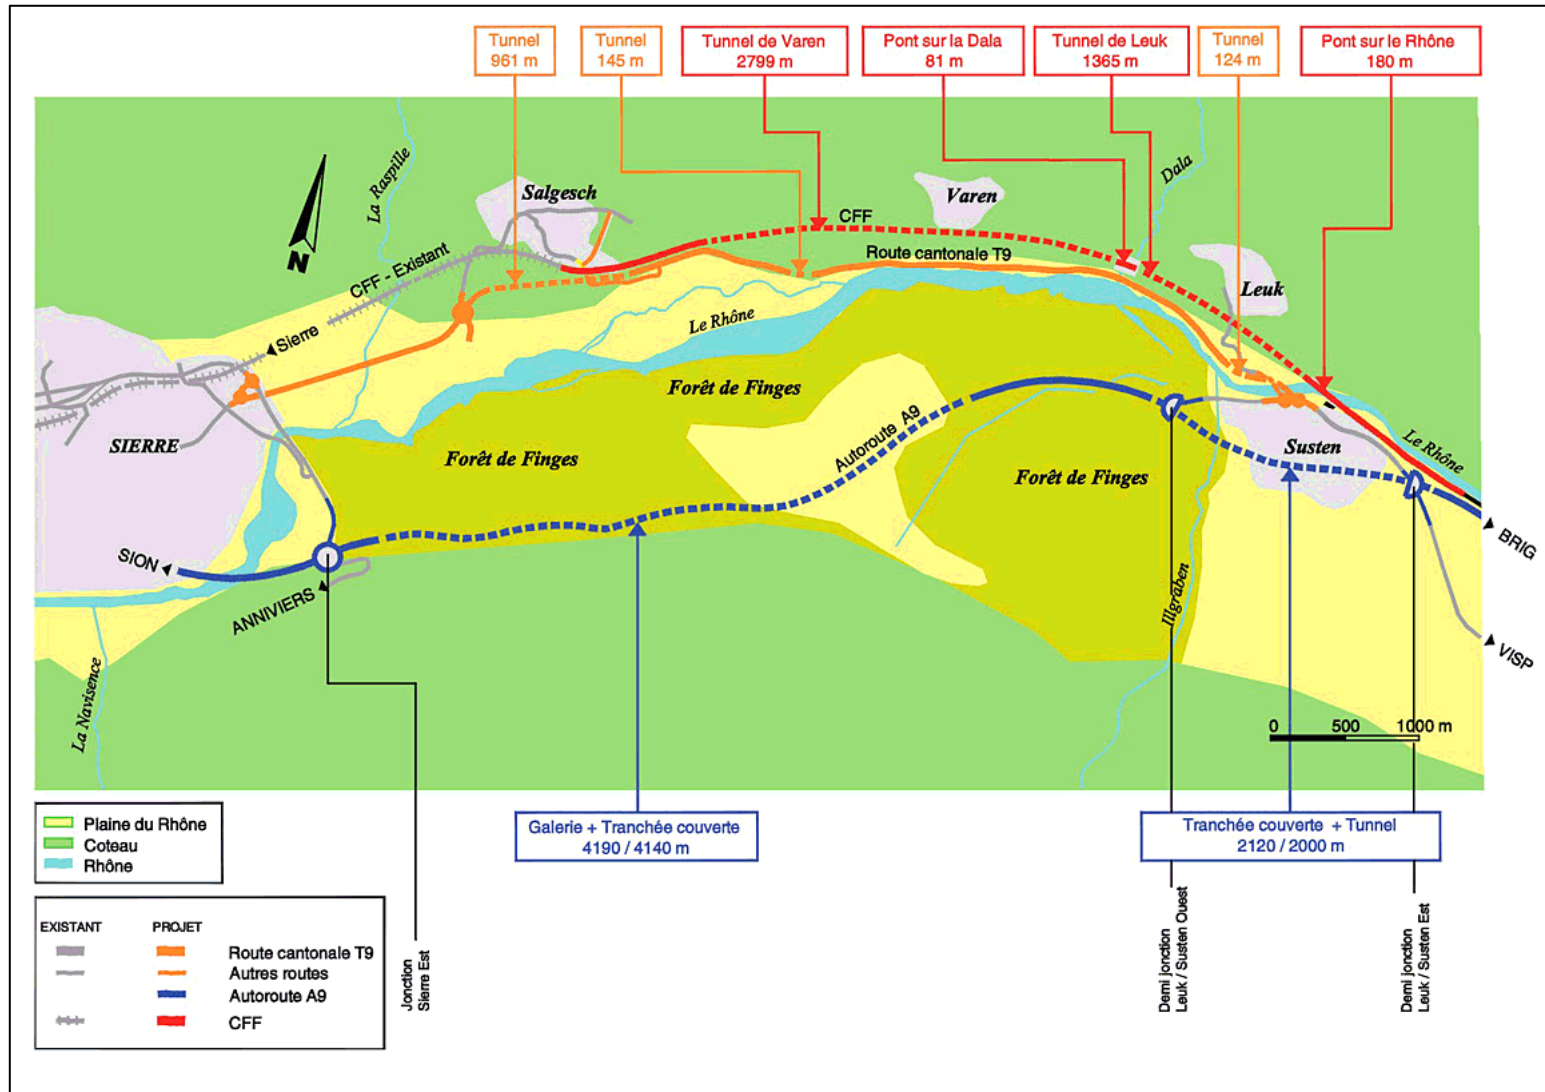 Tunnel
961 m
Tunnel
145 m
Tunnel de Varen
2799 m
Pont sur la Dala
81 m
Tunnel de Leuk
1365 m
Tunnel
124 m
Pont sur le Rhône
180 m
La Raspille
Salgesch
Varen
Dala
CFF
Route cantonale T9
CFF - Existant
N
Leuk
Le Rhône
Sierre
Forêt de Finges
SIERRE
Forêt de Finges
Autoroute A9
Forêt de Finges
Susten
Le Rhône
SION
ANNIVIERS
BRIG
Illgraben
VISP
La Navisence
0 500 1000 m
Plaine du Rhône
Coteau
Rhône
Galerie + Tranchée couverte
4190 / 4140 m
Tranchée couverte + Tunnel
2120 / 2000 m
EXISTANT PROJET
Route cantonale T9
Autres routes
Autoroute A9
CFF
Jonction
Sierre Est
Demi jonction
Leuk / Susten Ouest
Demi jonction
Leuk / Susten Est